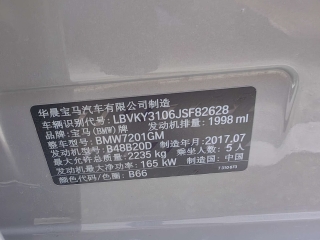 华晨宝马汽车有限公司制造
车辆识别代号: LBVKY3106JSF82628
品牌: 宝马(BMW)牌 发动机排量: 1998 ml
整车型号: BMW7201GM
发动机型号: B48B20D 制造年月: 2017.07
最大允许总质量: 2235 kg 乘坐人数: 5 人
发动机最大净功率: 165 kW 制造国: 中国
颜色代码/色圈: B66